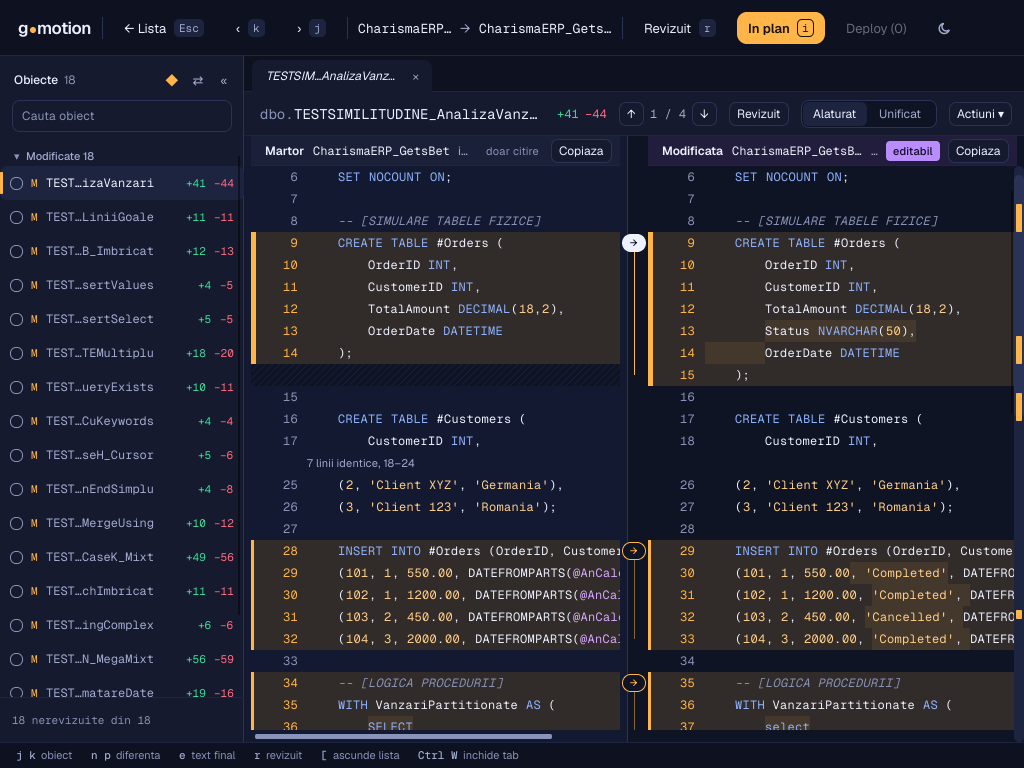 g•motion ← Lista Esc ‹ k › j CharismaERP… → CharismaERP_Gets… Revizuit r In plan i Deploy (0)
Obiecte 18 ⇄ «
Cauta obiect
▾ Modificate 18
M TEST…izaVanzari +41 −44
M TEST…LiniiGoale +11 −11
M TEST…B_Imbricat +12 −13
M TEST…sertValues +4 −5
M TEST…sertSelect +5 −5
M TEST…TEMultiplu +18 −20
M TEST…ueryExists +10 −11
M TEST…CuKeywords +4 −4
M TEST…seH_Cursor +5 −6
M TEST…nEndSimplu +4 −8
M TEST…MergeUsing +10 −12
M TEST…CaseK_Mixt +49 −56
M TEST…chImbricat +11 −11
M TEST…ingComplex +6 −6
M TEST…N_MegaMixt +56 −59
M TEST…matareDate +19 −16
18 nerevizuite din 18
TESTSIM…AnalizaVanz… ×
dbo.TESTSIMILITUDINE_AnalizaVanz… +41 −44 ↑ 1 / 4 ↓ Revizuit Alaturat Unificat Actiuni ▾
Martor CharismaERP_GetsBet i… doar citire Copiaza
6 SET NOCOUNT ON;
7
8 -- [SIMULARE TABELE FIZICE]
9 CREATE TABLE #Orders (
10 OrderID INT,
11 CustomerID INT,
12 TotalAmount DECIMAL(18,2),
13 OrderDate DATETIME
14 );
15
16 CREATE TABLE #Customers (
17 CustomerID INT,
7 linii identice, 18–24
25 (2, 'Client XYZ', 'Germania'),
26 (3, 'Client 123', 'Romania');
27
28 INSERT INTO #Orders (OrderID, Customer
29 (101, 1, 550.00, DATEFROMPARTS(@AnCal
30 (102, 1, 1200.00, DATEFROMPARTS(@AnCa
31 (103, 2, 450.00, DATEFROMPARTS(@AnCal
32 (104, 3, 2000.00, DATEFROMPARTS(@AnCa
33
34 -- [LOGICA PROCEDURII]
35 WITH VanzariPartitionate AS (
36 SELECT
→
→
→
Modificata CharismaERP_GetsB… … editabil Copiaza
6 SET NOCOUNT ON;
7
8 -- [SIMULARE TABELE FIZICE]
9 CREATE TABLE #Orders (
10 OrderID INT,
11 CustomerID INT,
12 TotalAmount DECIMAL(18,2),
13 Status NVARCHAR(50),
14 OrderDate DATETIME
15 );
16
17 CREATE TABLE #Customers (
18 CustomerID INT,
26 (2, 'Client XYZ', 'Germania'),
27 (3, 'Client 123', 'Romania');
28
29 INSERT INTO #Orders (OrderID, Custome
30 (101, 1, 550.00, 'Completed', DATEFRO
31 (102, 1, 1200.00, 'Completed', DATEFR
32 (103, 2, 450.00, 'Cancelled', DATEFRO
33 (104, 3, 2000.00, 'Completed', DATEFR
34
35 -- [LOGICA PROCEDURII]
36 WITH VanzariPartitionate AS (
37 select
j k obiect n p diferenta e text final r revizuit [ ascunde lista Ctrl W inchide tab